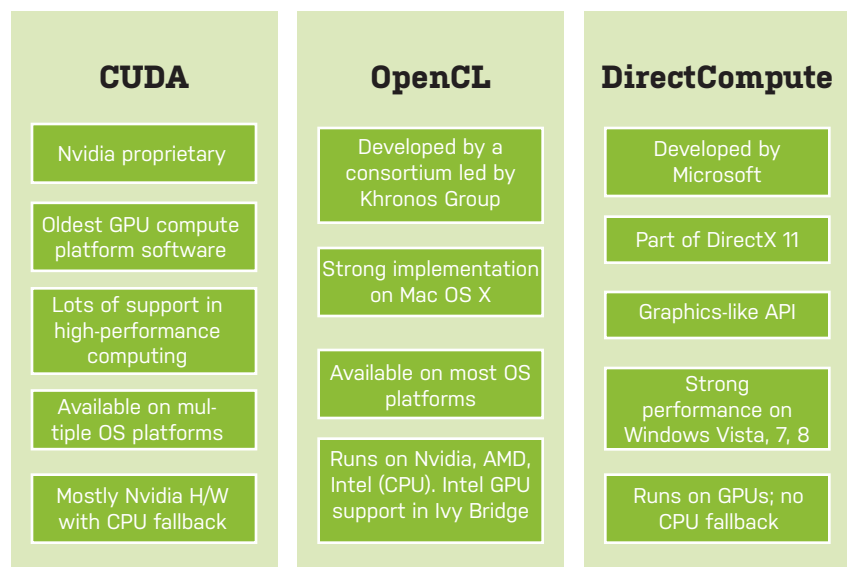 CUDA
Nvidia proprietary
Oldest GPU compute
platform software
Lots of support in
high-performance
computing
Available on mul-
tiple OS platforms
Mostly Nvidia H/W
with CPU fallback
OpenCL
Developed by a
consortium led by
Khronos Group
Strong implementation
on Mac OS X
Available on most OS
platforms
Runs on Nvidia, AMD,
Intel (CPU). Intel GPU
support in Ivy Bridge
DirectCompute
Developed by
Microsoft
Part of DirectX 11
Graphics-like API
Strong
performance on
Windows Vista, 7, 8
Runs on GPUs; no
CPU fallback